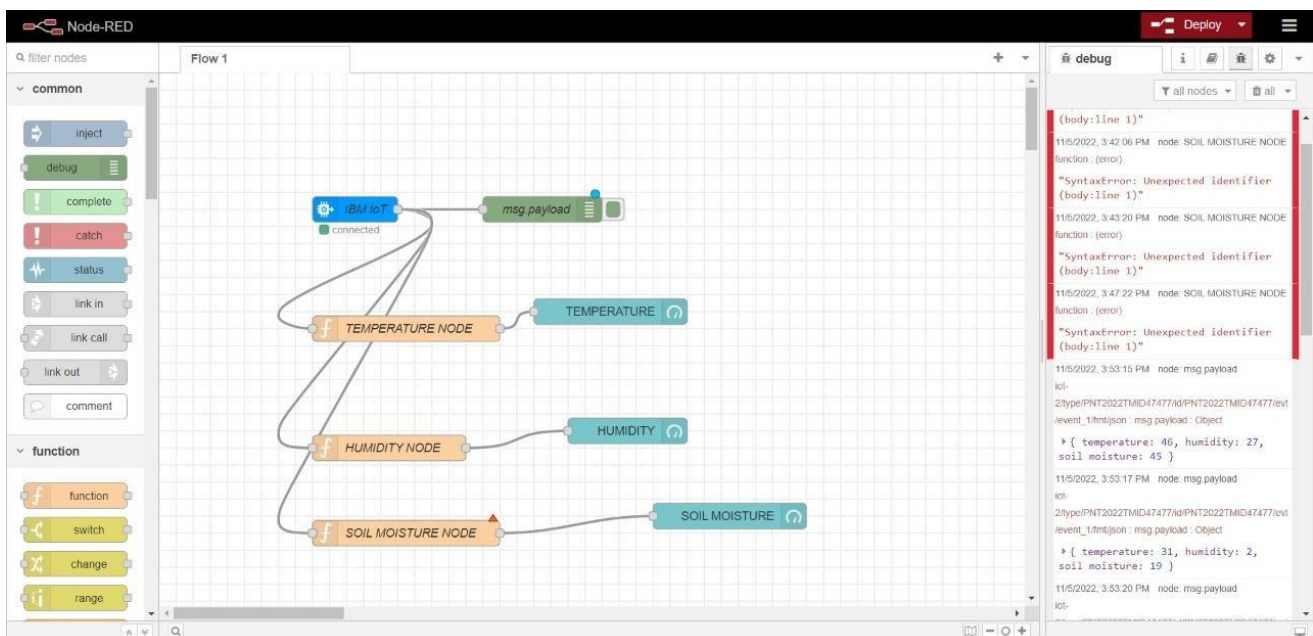 Node-RED
Deploy
filter nodes
Flow 1
debug
i
common
all nodes
all
inject
debug
complete
catch
status
link in
link call
link out
comment
function
function
switch
change
range
IBM IoT
connected
msg.payload
TEMPERATURE NODE
TEMPERATURE
HUMIDITY NODE
HUMIDITY
SOIL MOISTURE NODE
SOIL MOISTURE
(body:line 1)"
11/5/2022, 3:42:06 PM node: SOIL MOISTURE NODE
function : (error)
"SyntaxError: Unexpected identifier
(body:line 1)"
11/5/2022, 3:43:20 PM node: SOIL MOISTURE NODE
function : (error)
"SyntaxError: Unexpected identifier
(body:line 1)"
11/5/2022, 3:47:22 PM node: SOIL MOISTURE NODE
function : (error)
"SyntaxError: Unexpected identifier
(body:line 1)"
11/5/2022, 3:53:15 PM node: msg.payload
iot-
2/type/PNT2022TMID47477/id/PNT2022TMID47477/evt
/event_1/fmt/json : msg.payload : Object
{ temperature: 46, humidity: 27,
soil moisture: 45 }
11/5/2022, 3:53:17 PM node: msg.payload
iot-
2/type/PNT2022TMID47477/id/PNT2022TMID47477/evt
/event_1/fmt/json : msg.payload : Object
{ temperature: 31, humidity: 2,
soil moisture: 19 }
11/5/2022, 3:53:20 PM node: msg.payload
iot-